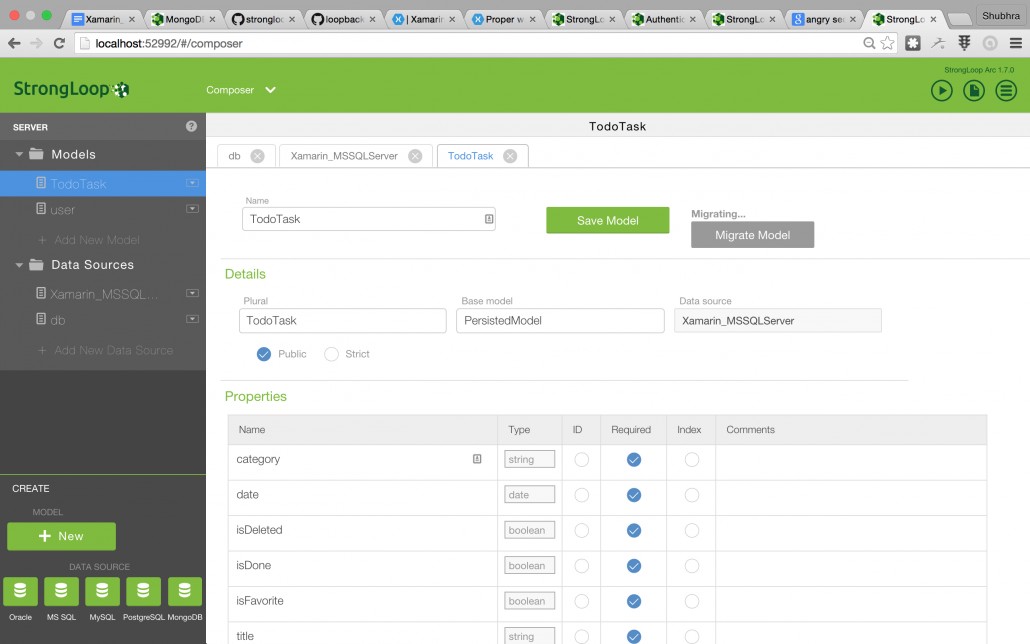 Xamarin_
MongoDB
strongloo
loopback
| Xamarin
Proper w
StrongLo
Authentic
StrongLo
angry se
StrongLo
Shubhra
localhost:52992/#/composer
StrongLoop
Composer
StrongLoop Arc 1.7.0
SERVER
Models
TodoTask
user
Add New Model
Data Sources
Xamarin_MSSQL...
db
Add New Data Source
CREATE
MODEL
+ New
DATA SOURCE
Oracle
MS SQL
MySQL
PostgreSQL
MongoDB
TodoTask
db
Xamarin_MSSQLServer
TodoTask
Name
TodoTask
Save Model
Migrating...
Migrate Model
Details
Plural
Base model
Data source
TodoTask
PersistedModel
Xamarin_MSSQLServer
Public
Strict
Properties
Name Type ID Required Index Comments
category string
date date
isDeleted boolean
isDone boolean
isFavorite boolean
title string